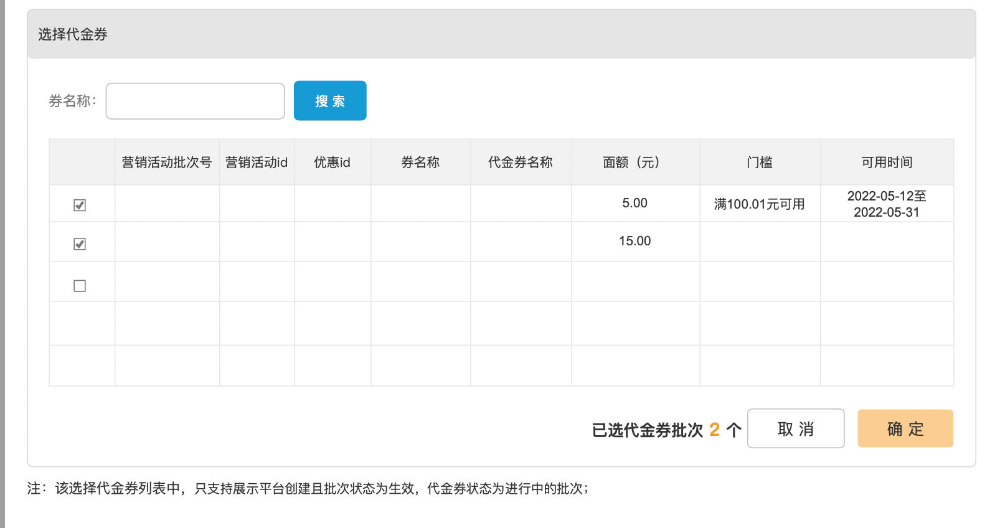 选择代金券
券名称：
搜 索
营销活动批次号 营销活动id 优惠id 券名称 代金券名称 面额（元） 门槛 可用时间
5.00 满100.01元可用 2022-05-12至
2022-05-31
15.00
已选代金券批次 2 个 取 消 确 定
注：该选择代金券列表中，只支持展示平台创建且批次状态为生效，代金券状态为进行中的批次；